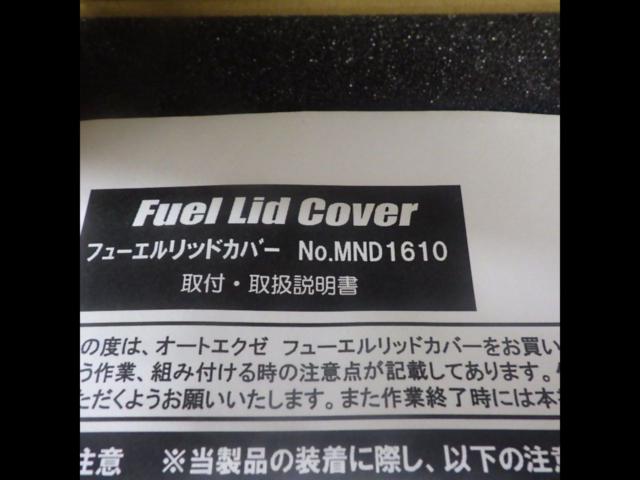 Fuel Lid Cover
フューエルリッドカバー No.MND1610
取付・取扱説明書
の度は、オートエクゼ フューエルリッドカバーをお買い
う作業、組み付ける時の注意点が記載してあります。
ただくようお願いいたします。また作業終了時には本
注意 ※当製品の装着に際し、以下の注意